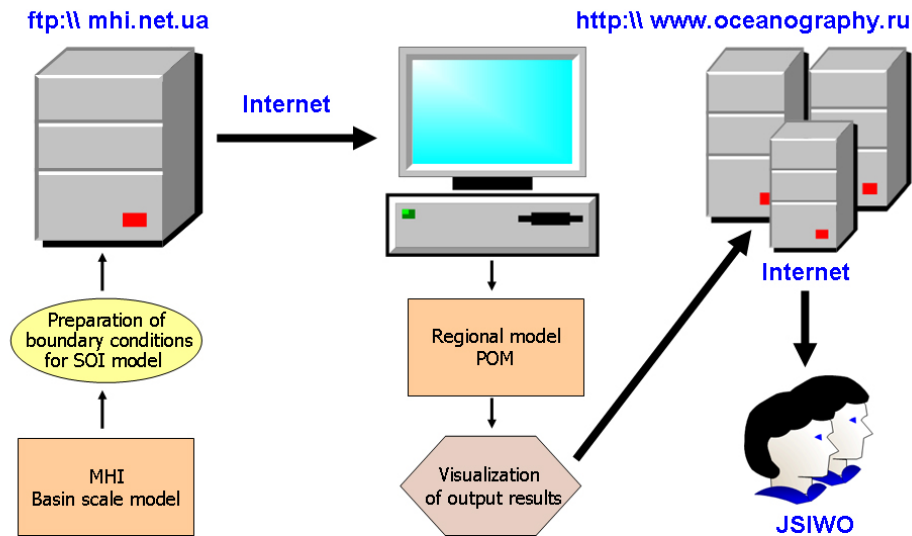 ftp:\\ mhi.net.ua
http:\\ www.oceanography.ru
Internet
Preparation of
boundary conditions
for SOI model
MHI
Basin scale model
Regional model
POM
Visualization
of output results
Internet
JSIWO